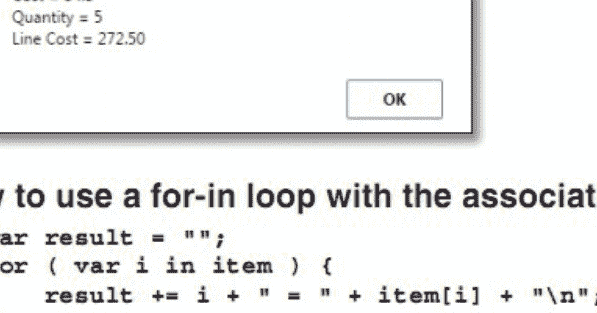 Quantity = 5
Line Cost = 272.50
OK
to use a for-in loop with the associat
ar result = "";
or ( var i in item ) {
result += i + " = " + item[i] + "\n";